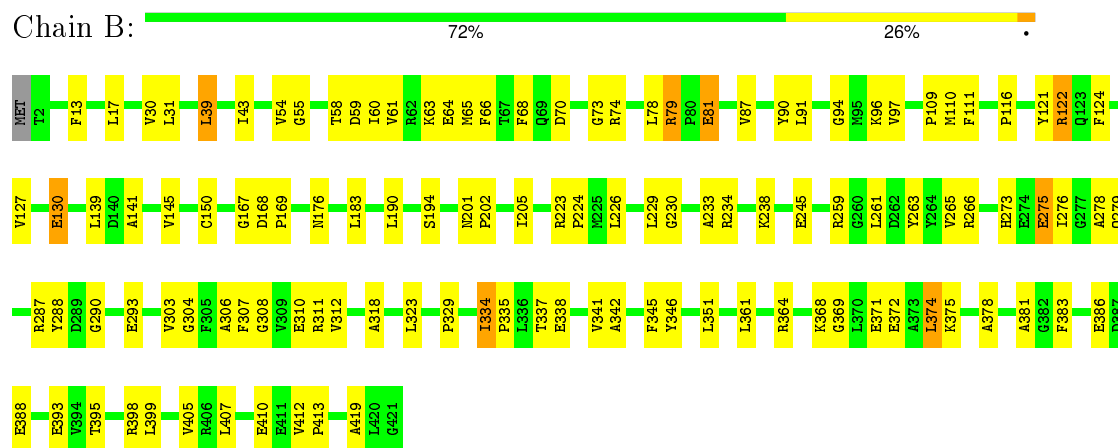 Chain B:
72% 26% •
MET T2 F13 L17 V30 L31 L39 I43 V54 G55 T58 D59 I60 V61 R62 K63 E64 M65 F66 T67 F68 Q69 D70 G73 R74 L78 R79 P80 E81 V87 Y90 L91 G94 M95 K96 V97 P109 M110 F111 P116 Y121 R122 Q123 F124
V127 E130 L139 D140 A141 V145 C150 G167 D168 P169 N176 L183 L190 S194 N201 P202 I205 R223 P224 M225 L226 L229 G230 A233 R234 K238 E245 R259 G260 L261 D262 Y263 Y264 V265 R266 H273 E274 E275 I276 G277 A278 Q279
R287 Y288 D289 G290 E293 V303 G304 F305 A306 F307 G308 V309 E310 R311 V312 A318 L323 P329 I334 P335 L336 T337 E338 V341 A342 F345 Y346 L351 L361 R364 K368 G369 L370 E371 E372 A373 L374 K375 A378 A381 G382 F383 E386 D387
E388 E393 V394 T395 R398 L399 V405 R406 L407 E410 E411 V412 P413 A419 L420 G421